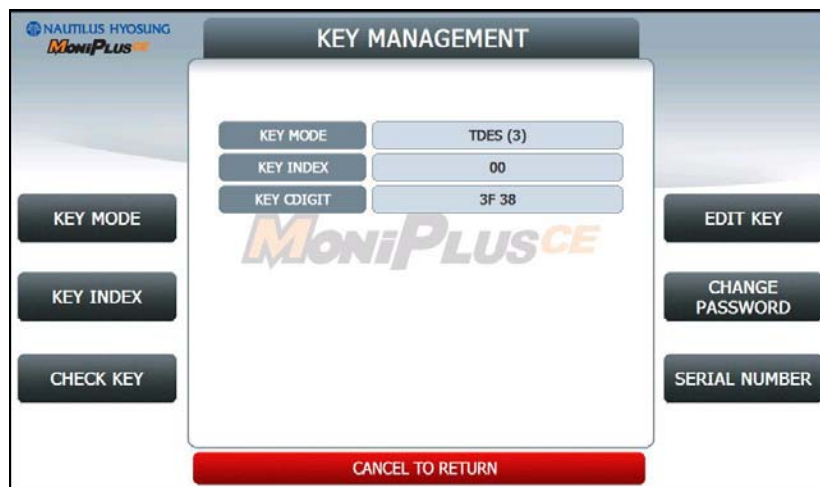 NAUTILUS HYOSUNG
MONIPLUS CE
KEY MANAGEMENT
KEY MODE TDES (3)
KEY INDEX 00
KEY CDIGIT 3F 38
MONIPLUS CE
KEY MODE
KEY INDEX
CHECK KEY
EDIT KEY
CHANGE
PASSWORD
SERIAL NUMBER
CANCEL TO RETURN